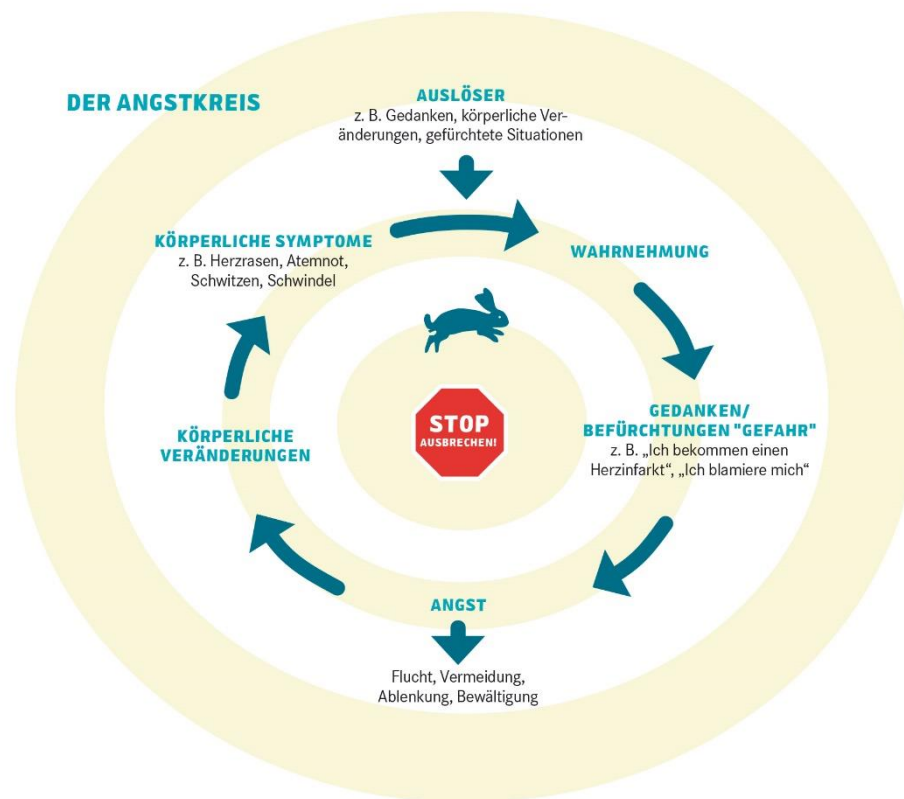 DER ANGSTKREIS
AUSLÖSER
z. B. Gedanken, körperliche Ver-
änderungen, gefürchtete Situationen
WAHRNEHMUNG
GEDANKEN/
BEFÜRCHTUNGEN "GEFAHR"
z. B. „Ich bekommen einen
Herzinfarkt“, „Ich blamiere mich“
ANGST
Flucht, Vermeidung,
Ablenkung, Bewältigung
KÖRPERLICHE
VERÄNDERUNGEN
KÖRPERLICHE SYMPTOME
z. B. Herzrasen, Atemnot,
Schwitzen, Schwindel
STOP
AUSBRECHEN!